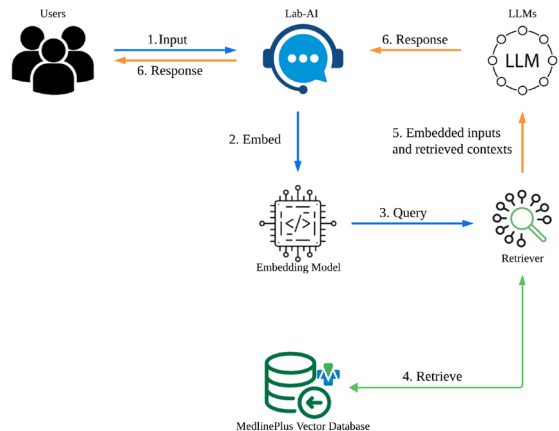 Users
Lab-AI
LLMs
1.Input
6. Response
6. Response
LLM
2. Embed
5. Embedded inputs
and retrieved contexts
3. Query
</>
Embedding Model
Retriever
4. Retrieve
MedlinePlus Vector Database